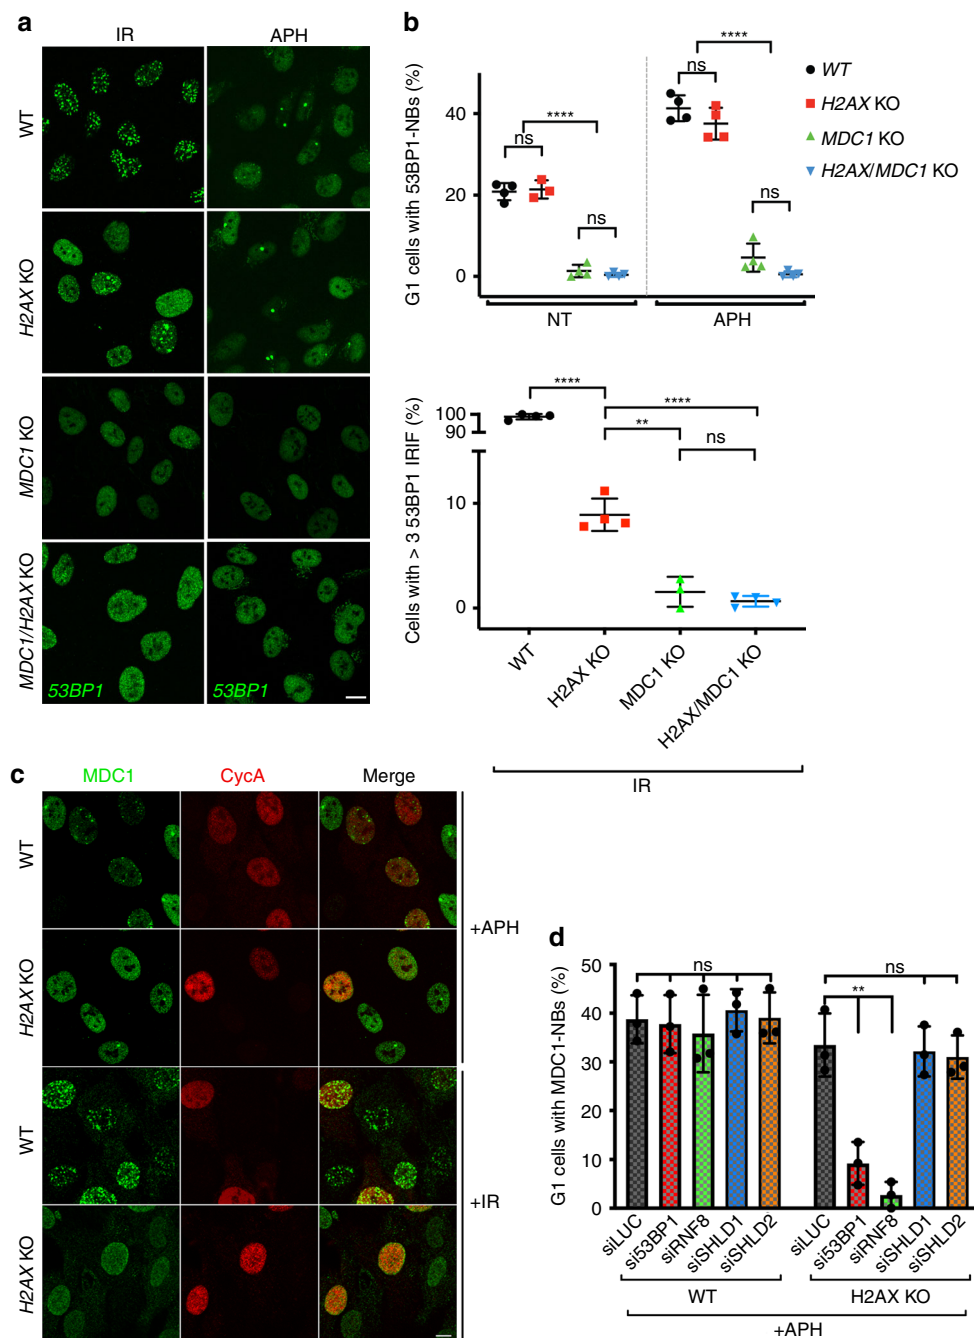 a
IR
APH
WT
H2AX KO
MDC1 KO
MDC1/H2AX KO
53BP1
53BP1
b
G1 cells with 53BP1-NBs (%)
40
20
0
ns
****
ns
ns
****
ns
NT
APH
WT
H2AX KO
MDC1 KO
H2AX/MDC1 KO
Cells with > 3 53BP1 IRIF (%)
100
90
10
0
****
****
**
ns
WT
H2AX KO
MDC1 KO
H2AX/MDC1 KO
IR
c
MDC1
CycA
Merge
WT
H2AX KO
+APH
WT
H2AX KO
+IR
d
G1 cells with MDC1-NBs (%)
50
40
30
20
10
0
ns
ns
**
siLUC
si53BP1
siRNF8
siSHLD1
siSHLD2
siLUC
si53BP1
siRNF8
siSHLD1
siSHLD2
WT
H2AX KO
+APH